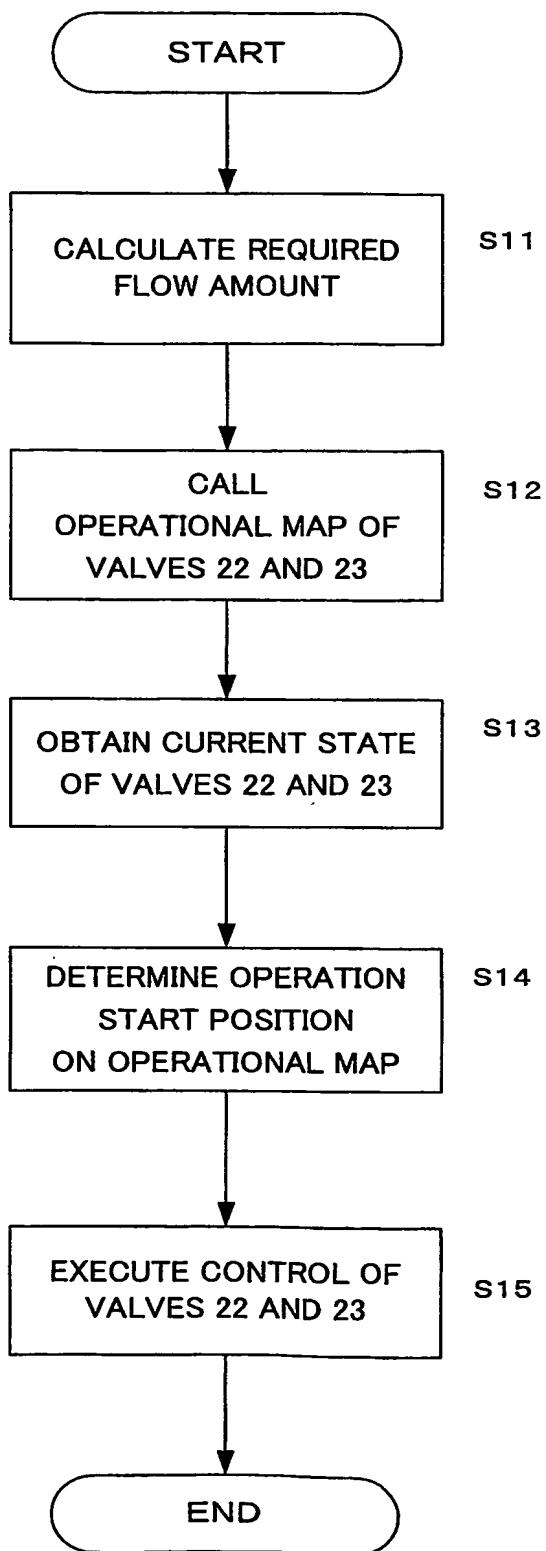 START
CALCULATE REQUIRED
FLOW AMOUNT
S11
CALL
OPERATIONAL MAP OF
VALVES 22 AND 23
S12
OBTAIN CURRENT STATE
OF VALVES 22 AND 23
S13
DETERMINE OPERATION
START POSITION
ON OPERATIONAL MAP
S14
EXECUTE CONTROL OF
VALVES 22 AND 23
S15
END